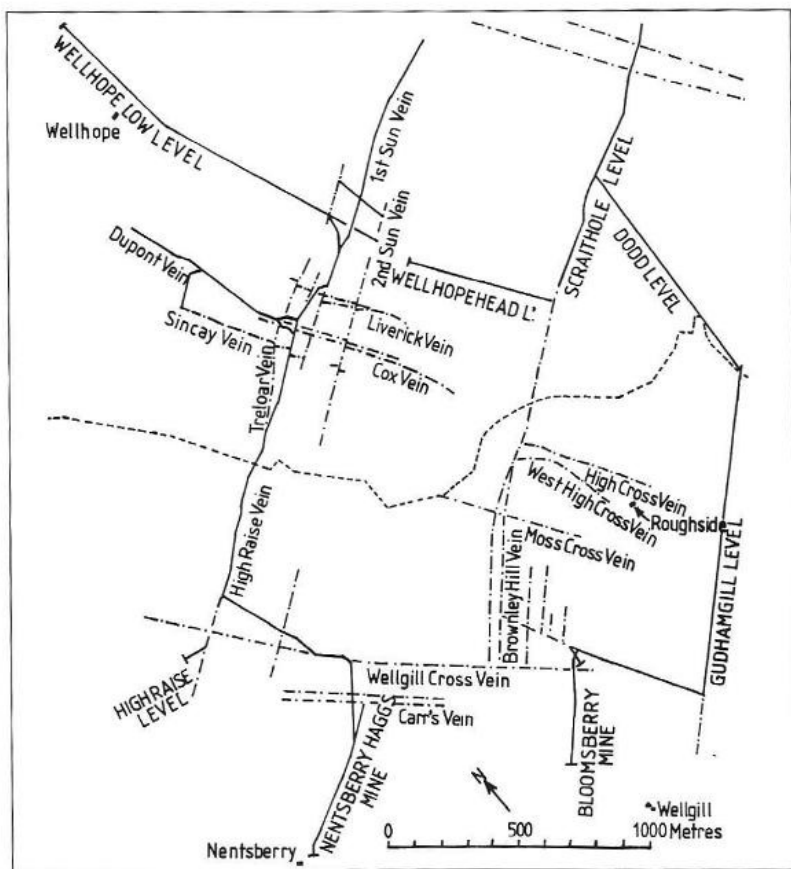 WELLHOPE LOW LEVEL
Wellhope
1st Sun Vein
2nd Sun Vein
SCRAITHOLE LEVEL
DODD LEVEL
Dupont Vein
WELLHOPEHEAD Lʟ.
Sincay Vein
Liverick Vein
Cox Vein
Treloar Vein
High Raise Vein
High Cross Vein
West High Cross Vein
Roughside
Moss Cross Vein
Brownley Hill Vein
GUDHAMGILL LEVEL
HIGH RAISE
LEVEL
Wellgill Cross Vein
Carr's Vein
NENTSBERRY HAGGS
MINE
BLOOMSBERRY
MINE
N
Wellgill
0 500 1000
Metres
Nentsberry